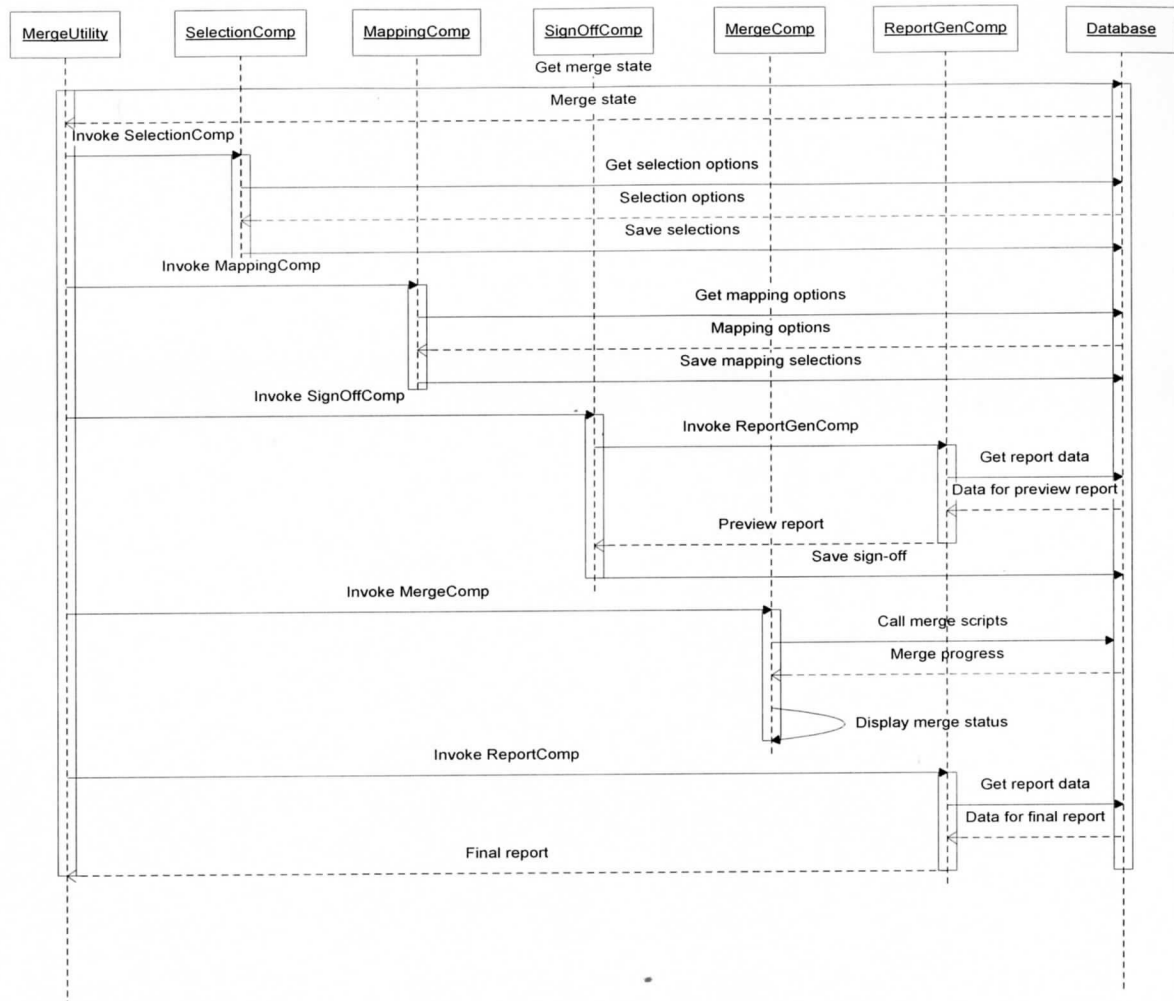 MergeUtility
SelectionComp
MappingComp
SignOffComp
MergeComp
ReportGenComp
Database
Get merge state
Merge state
Invoke SelectionComp
Get selection options
Selection options
Save selections
Invoke MappingComp
Get mapping options
Mapping options
Save mapping selections
Invoke SignOffComp
Invoke ReportGenComp
Get report data
Data for preview report
Preview report
Save sign-off
Invoke MergeComp
Call merge scripts
Merge progress
Display merge status
Invoke ReportComp
Get report data
Data for final report
Final report